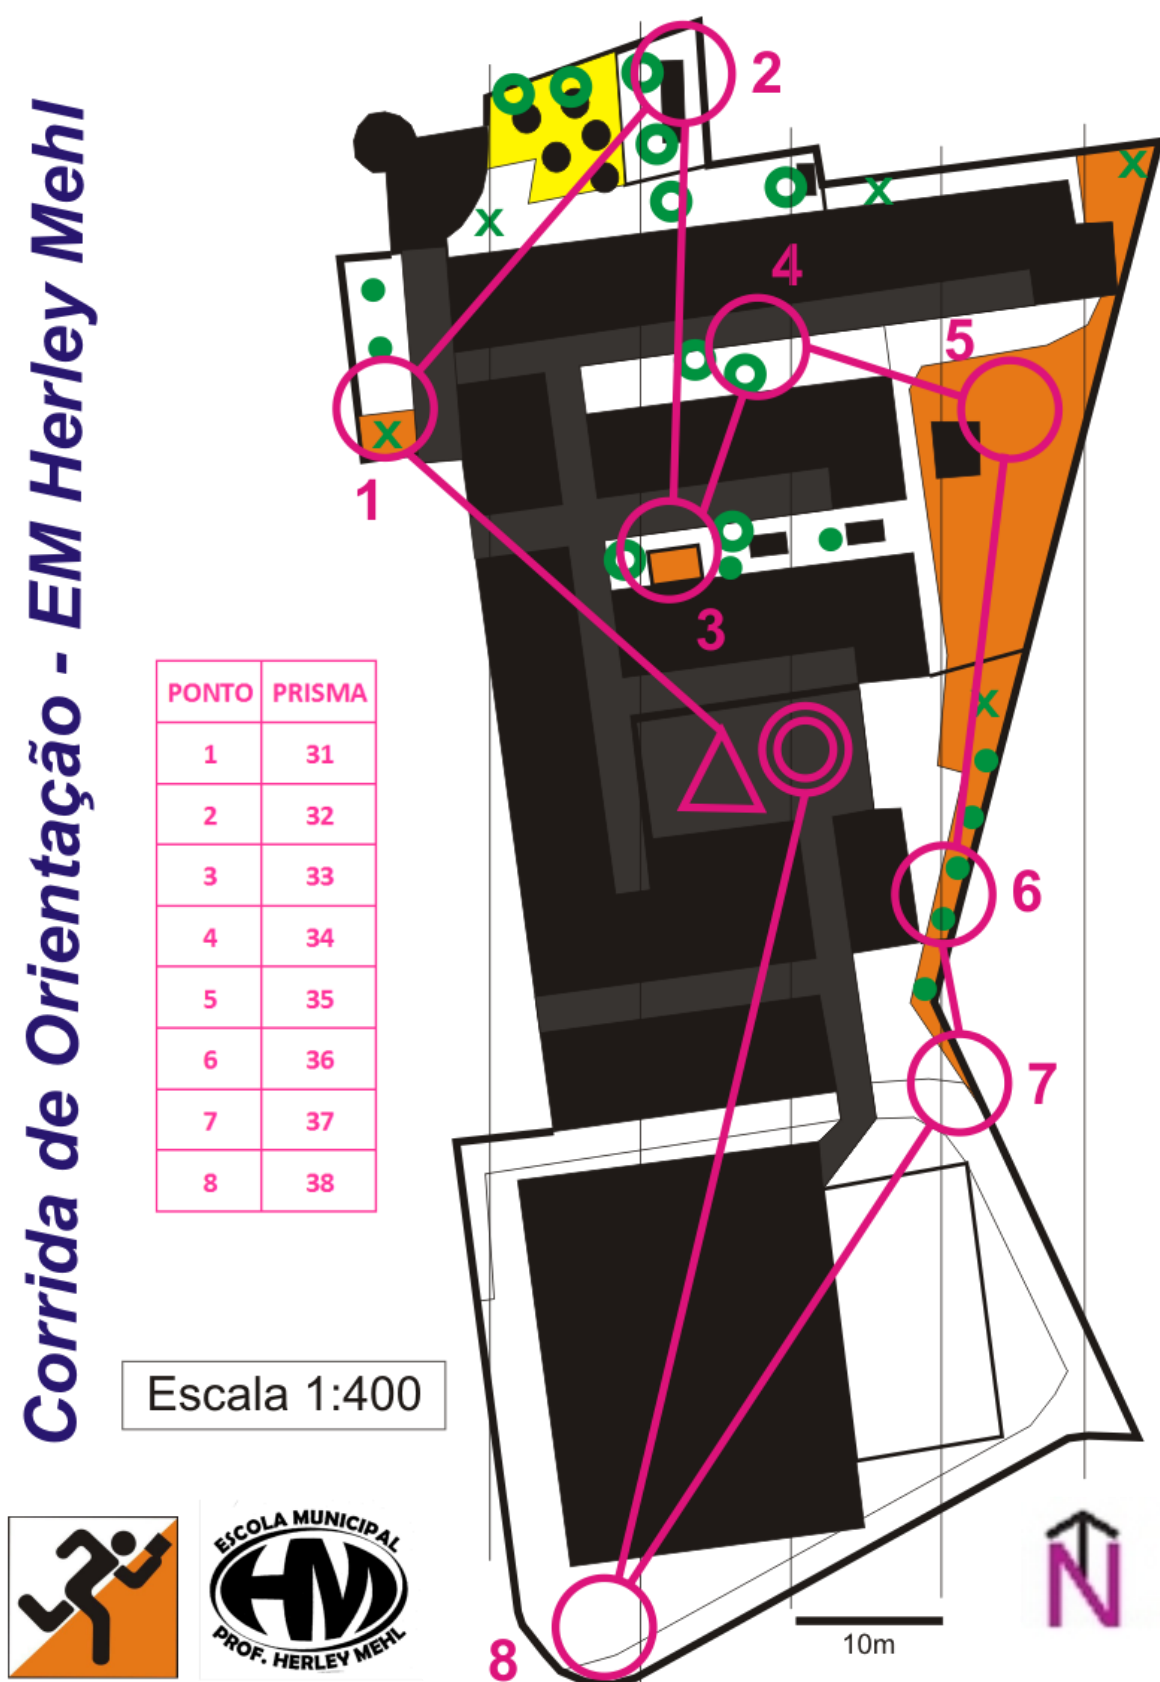 Corrida de Orientação - EM Herley Mehl
2
4
5
1
3
6
7
8
PONTO PRISMA
1 31
2 32
3 33
4 34
5 35
6 36
7 37
8 38
Escala 1:400
ESCOLA MUNICIPAL
HM
PROF. HERLEY MEHL
10m
N
x
x
x
x
x